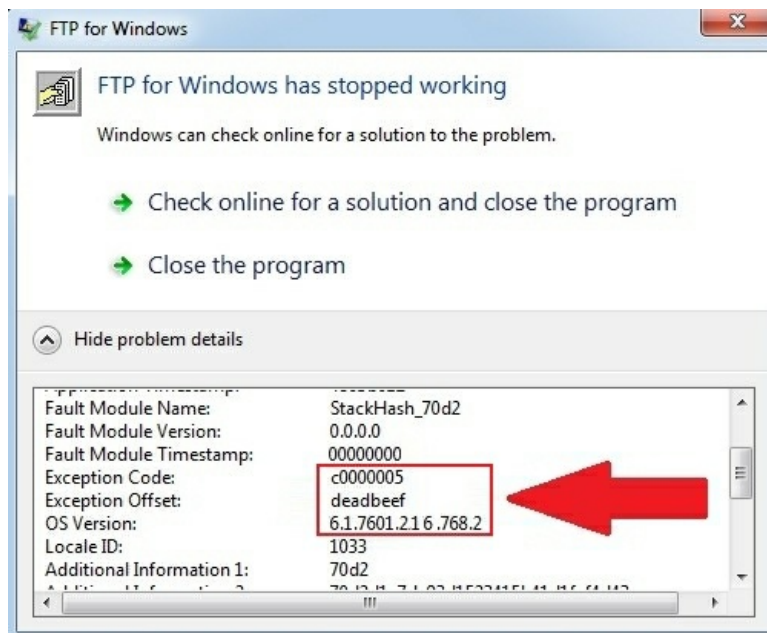 FTP for Windows
FTP for Windows has stopped working
Windows can check online for a solution to the problem.
Check online for a solution and close the program
Close the program
Hide problem details
Fault Module Name: StackHash_70d2
Fault Module Version: 0.0.0.0
Fault Module Timestamp: 00000000
Exception Code: c0000005
Exception Offset: deadbeef
OS Version: 6.1.7601.2.1 6 .768.2
Locale ID: 1033
Additional Information 1: 70d2